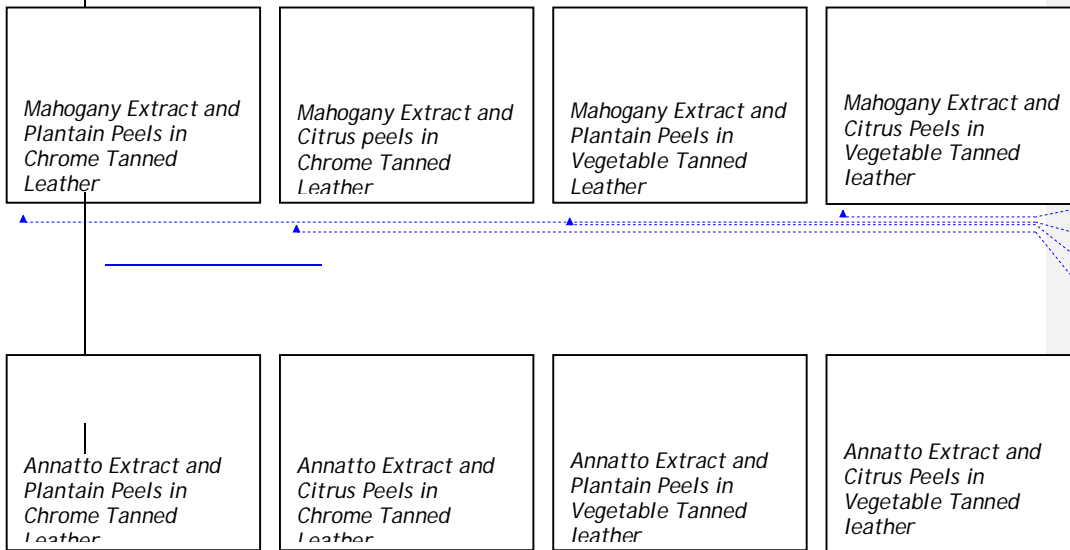 Mahogany Extract and
Plantain Peels in
Chrome Tanned
Leather
Mahogany Extract and
Citrus peels in
Chrome Tanned
Leather
Mahogany Extract and
Plantain Peels in
Vegetable Tanned
Leather
Mahogany Extract and
Citrus Peels in
Vegetable Tanned
leather
Annatto Extract and
Plantain Peels in
Chrome Tanned
Leather
Annatto Extract and
Citrus Peels in
Chrome Tanned
Leather
Annatto Extract and
Plantain Peels in
Vegetable Tanned
leather
Annatto Extract and
Citrus Peels in
Vegetable Tanned
leather